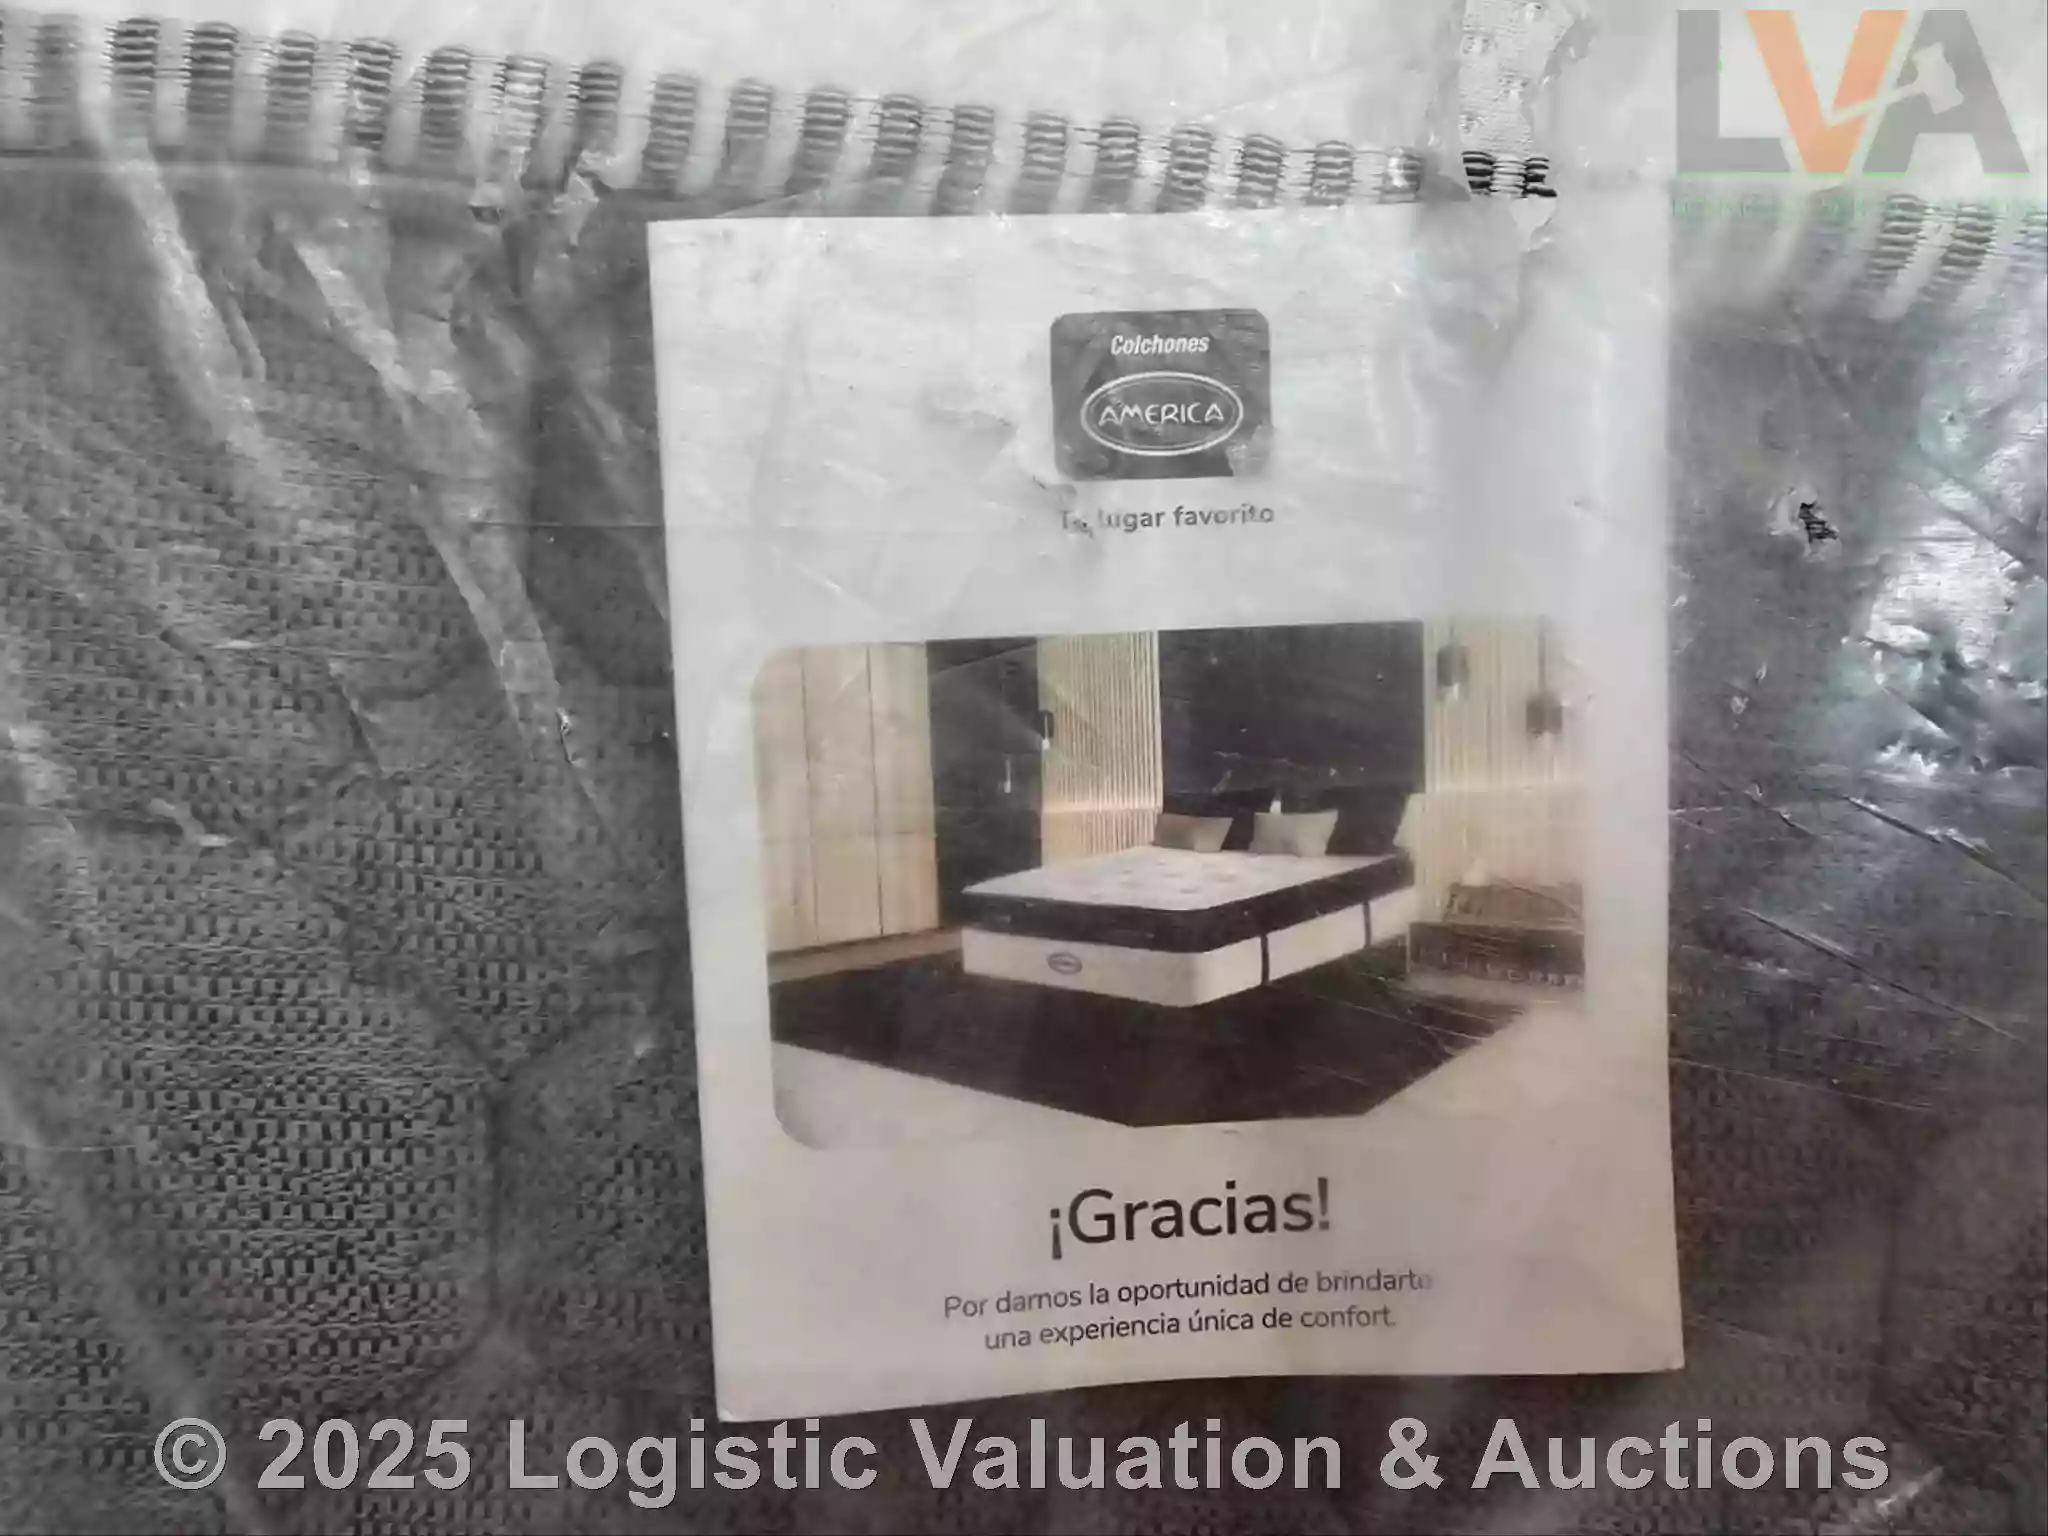 LVA
Colchones
AMERICA
Tu lugar favorito
¡Gracias!
Por darnos la oportunidad de brindarte
una experiencia única de confort.
© 2025 Logistic Valuation & Auctions